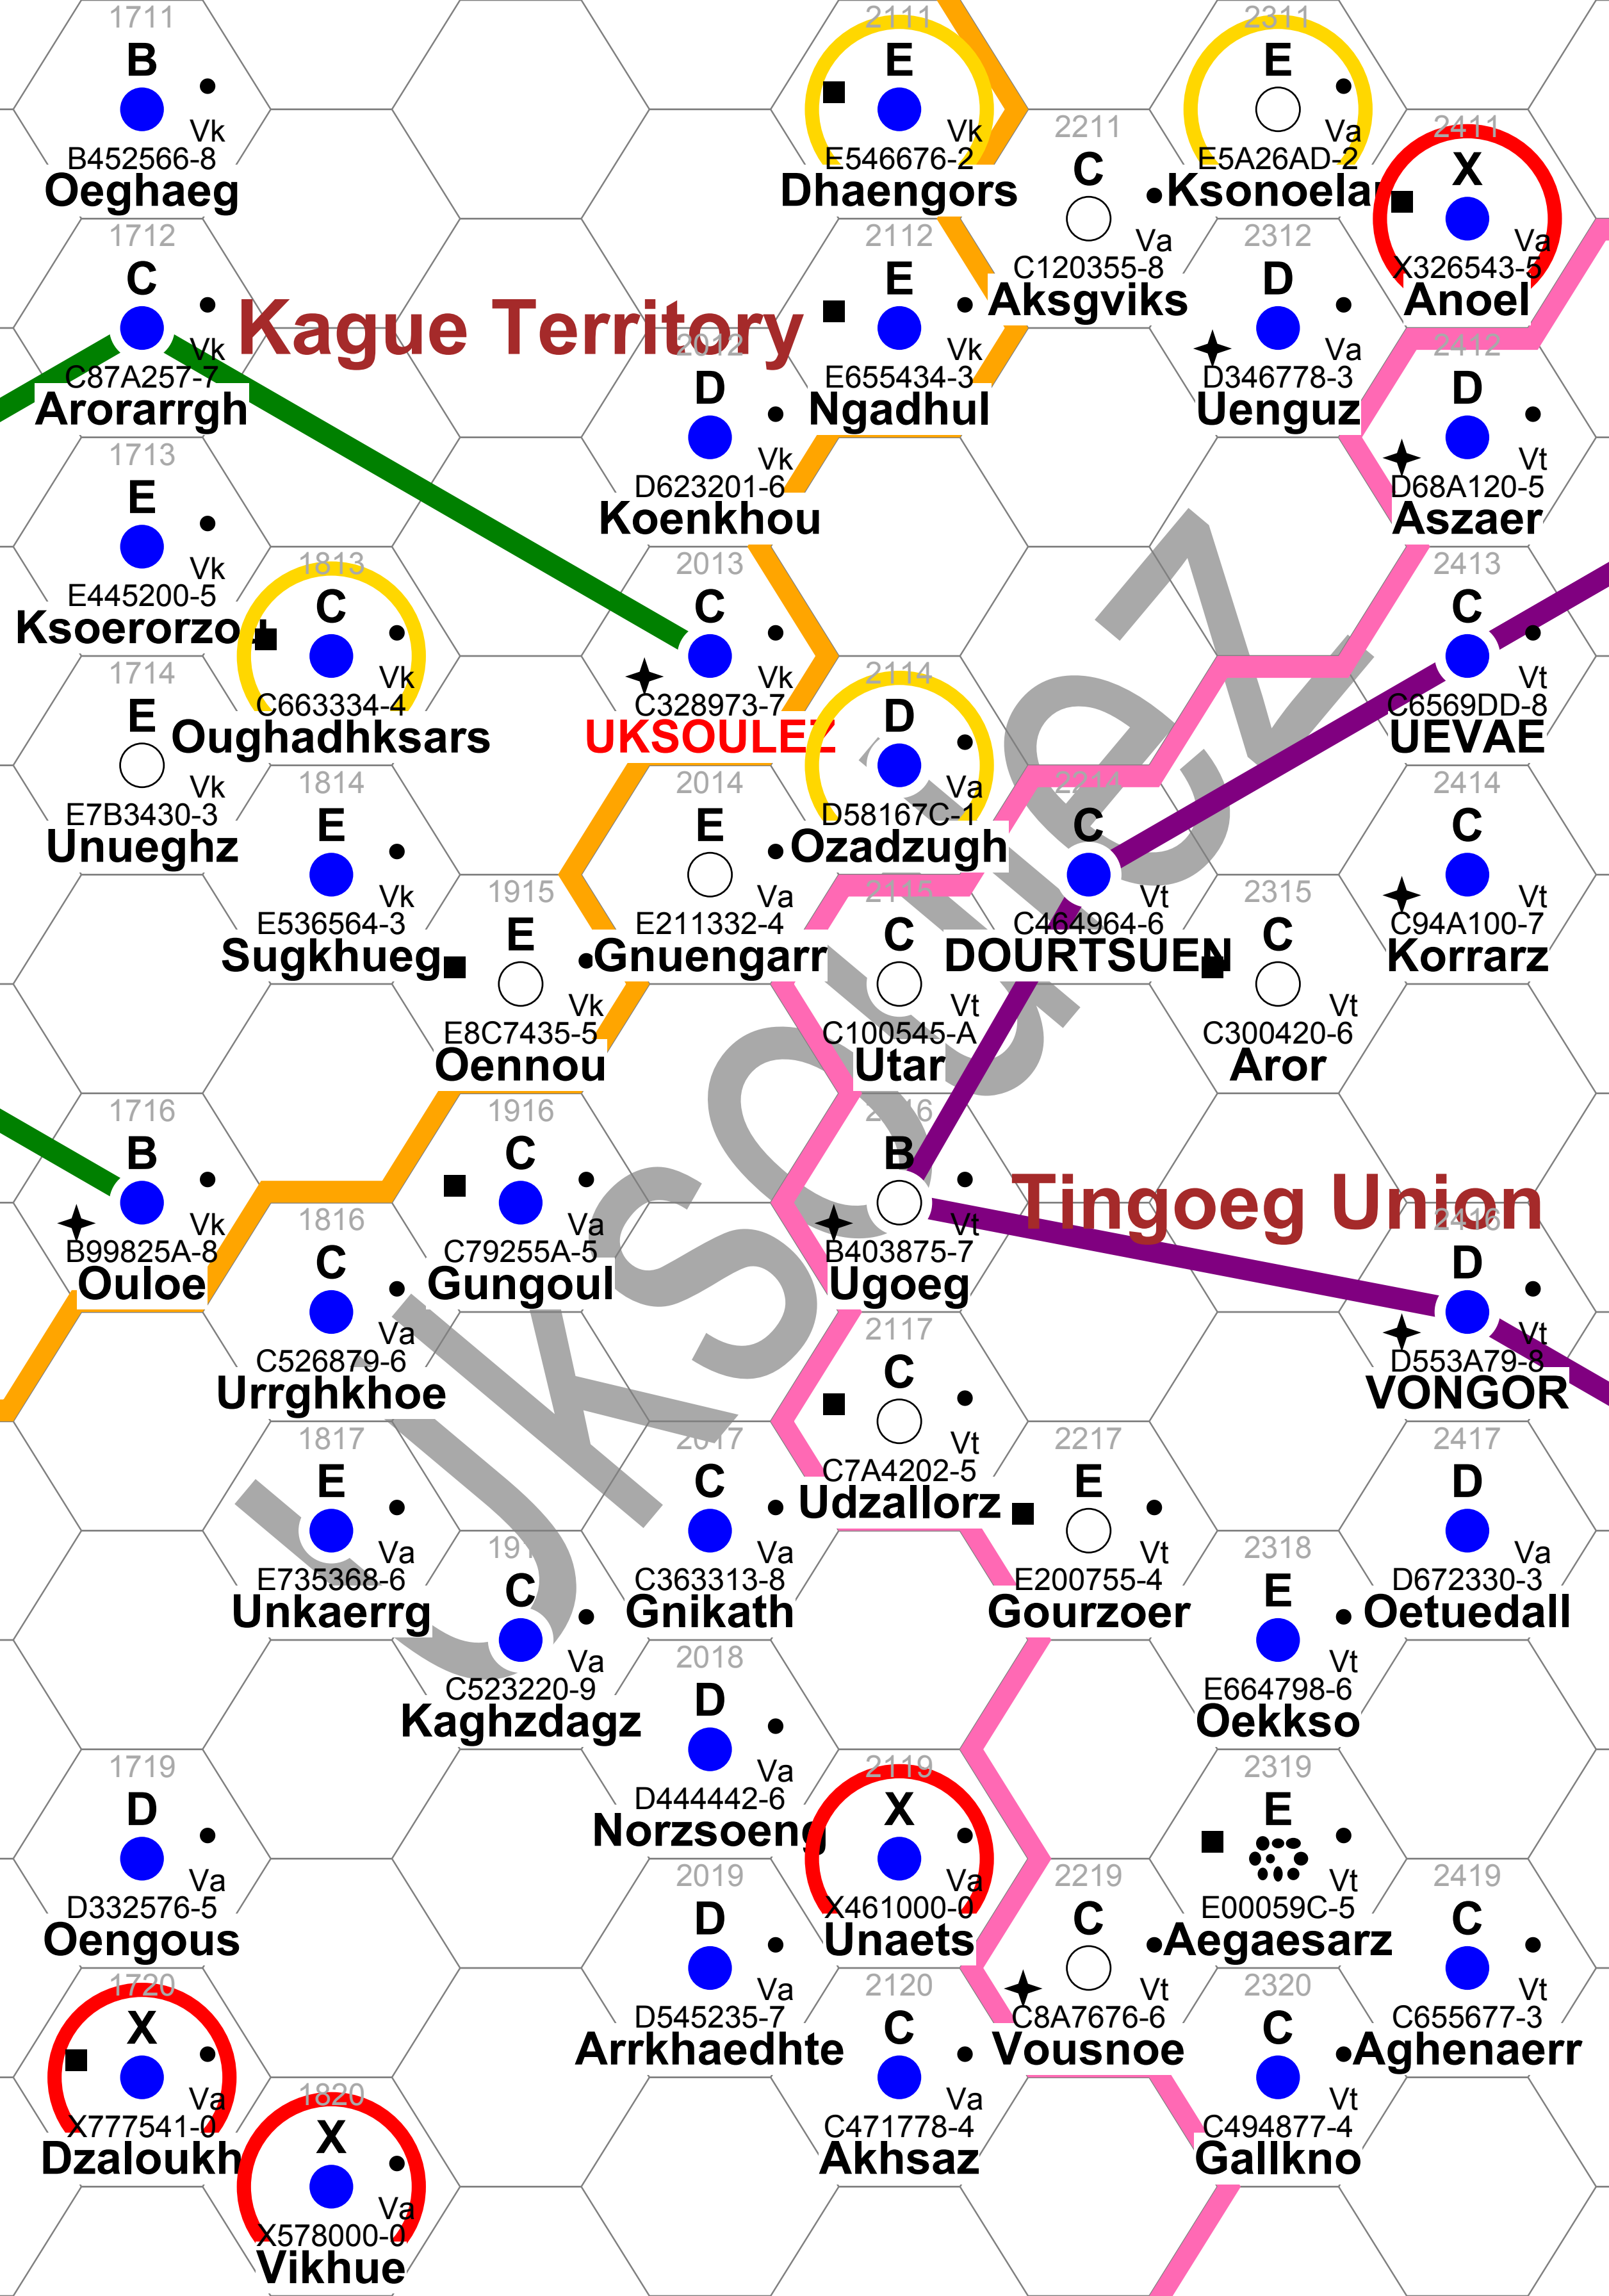 1711
B
Vk
B452566-8
Oeghaeg
2111
E
Vk
E546676-2
Dhaengors
2311
E
Va
E5A26AD-2
Ksonoelar
2211
C
Va
C120355-8
Aksgviks
2411
X
Va
X326543-5
Anoel
1712
C
Vk
C87A257-7
Arorarrgh
Kague Territory
2112
E
Vk
E655434-3
Ngadhul
2312
D
Va
D346778-3
Uenguz
2012
D
Vk
D623201-6
Koenkhou
2412
D
Vt
D68A120-5
Aszaer
1713
E
Vk
E445200-5
1813
C
Vk
C663334-4
Oughadhksars
2013
C
Vk
C328973-7
UKSOULEZ
2413
C
Vt
C6569DD-8
UEVAE
1714
E
Vk
E7B3430-3
Unueghz
2114
D
Va
D58167C-1
Ozadzugh
1814
E
Vk
E536564-3
Sugkhueg
2014
E
Va
E211332-4
Gnuengarr
2214
C
Vt
C464964-6
DOURTSUEN
2414
C
Vt
C94A100-7
Korrarz
1915
E
Vk
E8C7435-5
Oennou
2115
C
Vt
C100545-A
Utar
2315
C
Vt
C300420-6
Aror
Uksoulez
1716
B
Vk
B99825A-8
Ouloe
1916
C
Va
C79255A-5
Gungoul
2116
B
Vt
B403875-7
Ugoeg
Tingoeg Union
1816
C
Va
C526879-6
Urrghkhoe
2416
D
Vt
D553A79-8
VONGOR
2117
C
Vt
C7A4202-5
Udzallorz
1817
E
Va
E735368-6
Unkaerrg
2017
C
Va
C363313-8
Gnikath
2217
E
Vt
E200755-4
Gourzoer
2417
D
Va
D672330-3
Oetuedall
C
Va
C523220-9
Kaghzdagz
2318
E
Vt
E664798-6
Oekkso
2018
D
Va
D444442-6
Norzsoeng
1719
D
Va
D332576-5
Oengous
2119
X
Va
X461000-0
Unaets
2319
E
Vt
E00059C-5
Aegaesarz
2019
D
Va
D545235-7
Arrkhaedhte
2219
C
Vt
C8A7676-6
Vousnoe
2419
C
Vt
C655677-3
Aghenaerr
1720
X
Va
X777541-0
Dzaloukh
2120
C
Va
C471778-4
Akhsaz
2320
C
Vt
C494877-4
Gallkno
1820
X
Va
X578000-0
Vikhue